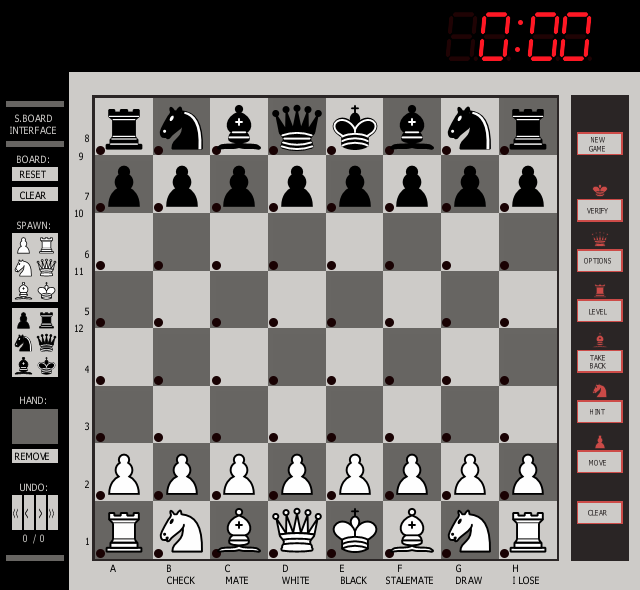 0:00
S.BOARD
INTERFACE
BOARD:
RESET
CLEAR
SPAWN:
HAND:
REMOVE
UNDO:
0 / 0
8
9
7
10
6
11
5
12
4
3
2
1
A B C D E F G H
CHECK MATE WHITE BLACK STALEMATE DRAW I LOSE
NEW
GAME
VERIFY
OPTIONS
LEVEL
TAKE
BACK
HINT
MOVE
CLEAR